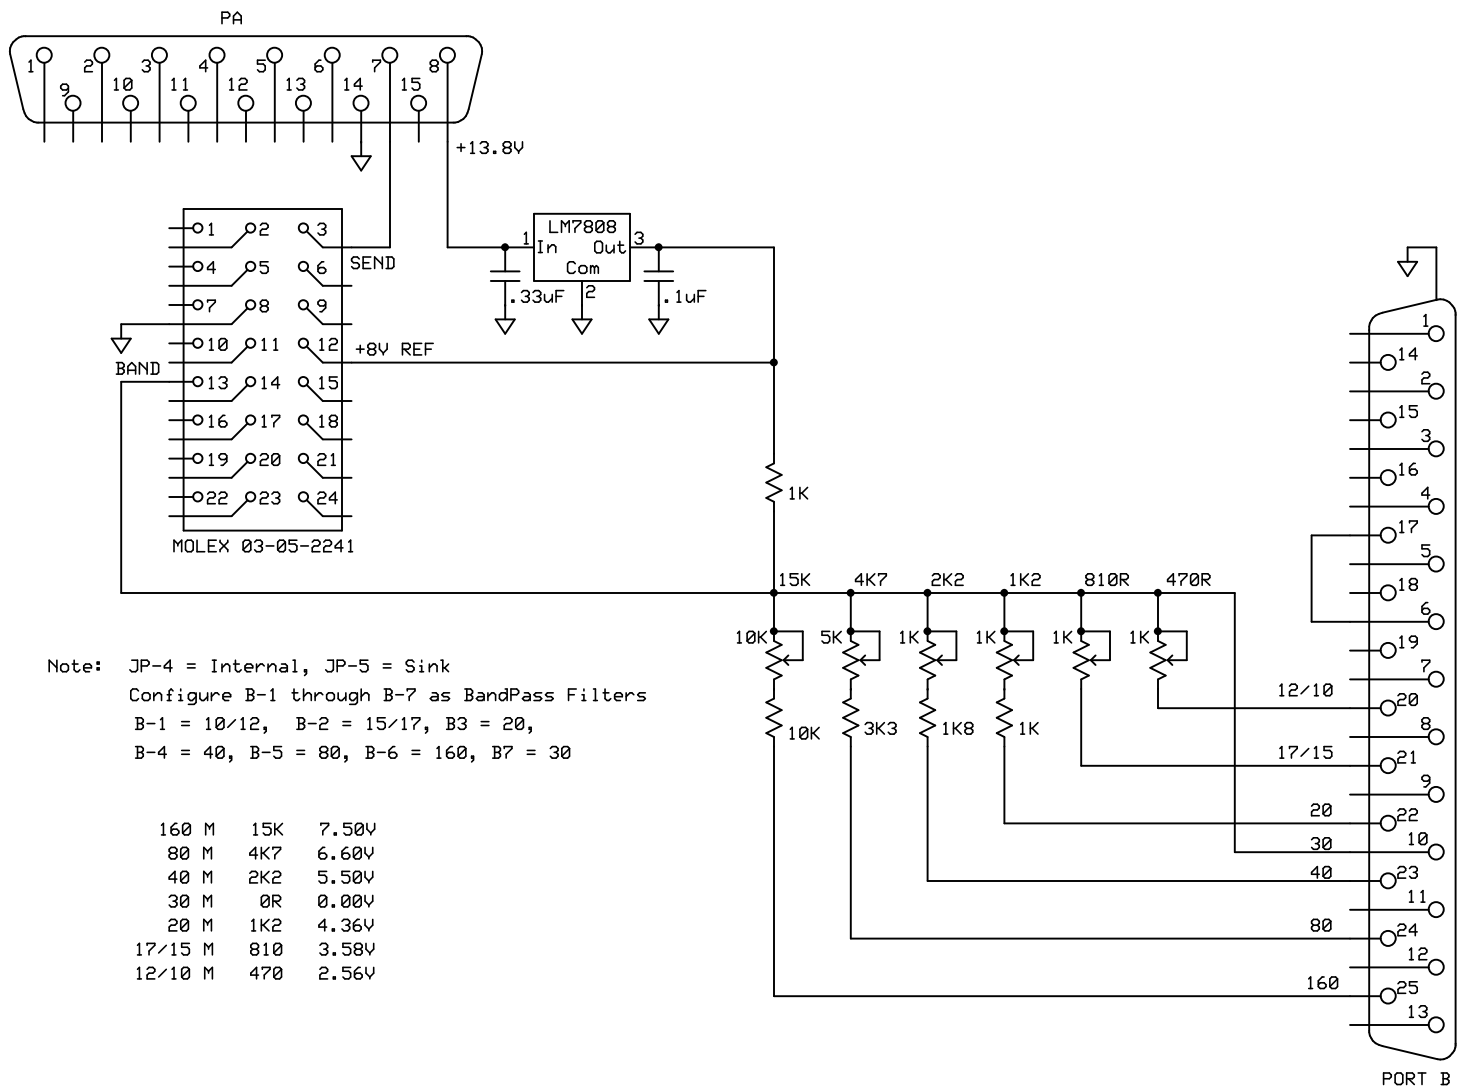 PA
1 2 3 4 5 6 7 8
9 10 11 12 13 14 15
+13.8V
LM7808
1 In Out 3
Com
2
.33uF
.1uF
1 2 3
SEND
4 5 6
7 8 9
10 11 12
+8V REF
BAND
13 14 15
16 17 18
19 20 21
22 23 24
MOLEX 03-05-2241
1K
15K 4K7 2K2 1K2 810R 470R
10K 5K 1K 1K 1K 1K
10K 3K3 1K8 1K
Note: JP-4 = Internal, JP-5 = Sink
Configure B-1 through B-7 as BandPass Filters
B-1 = 10/12, B-2 = 15/17, B3 = 20,
B-4 = 40, B-5 = 80, B-6 = 160, B7 = 30
160 M 15K 7.50V
80 M 4K7 6.60V
40 M 2K2 5.50V
30 M 0R 0.00V
20 M 1K2 4.36V
17/15 M 810 3.58V
12/10 M 470 2.56V
1
14
2
15
3
16
4
17
5
18
6
19
7
12/10 20
8
17/15 21
9
20 22
30 10
40 23
11
80 24
12
160 25
13
PORT B